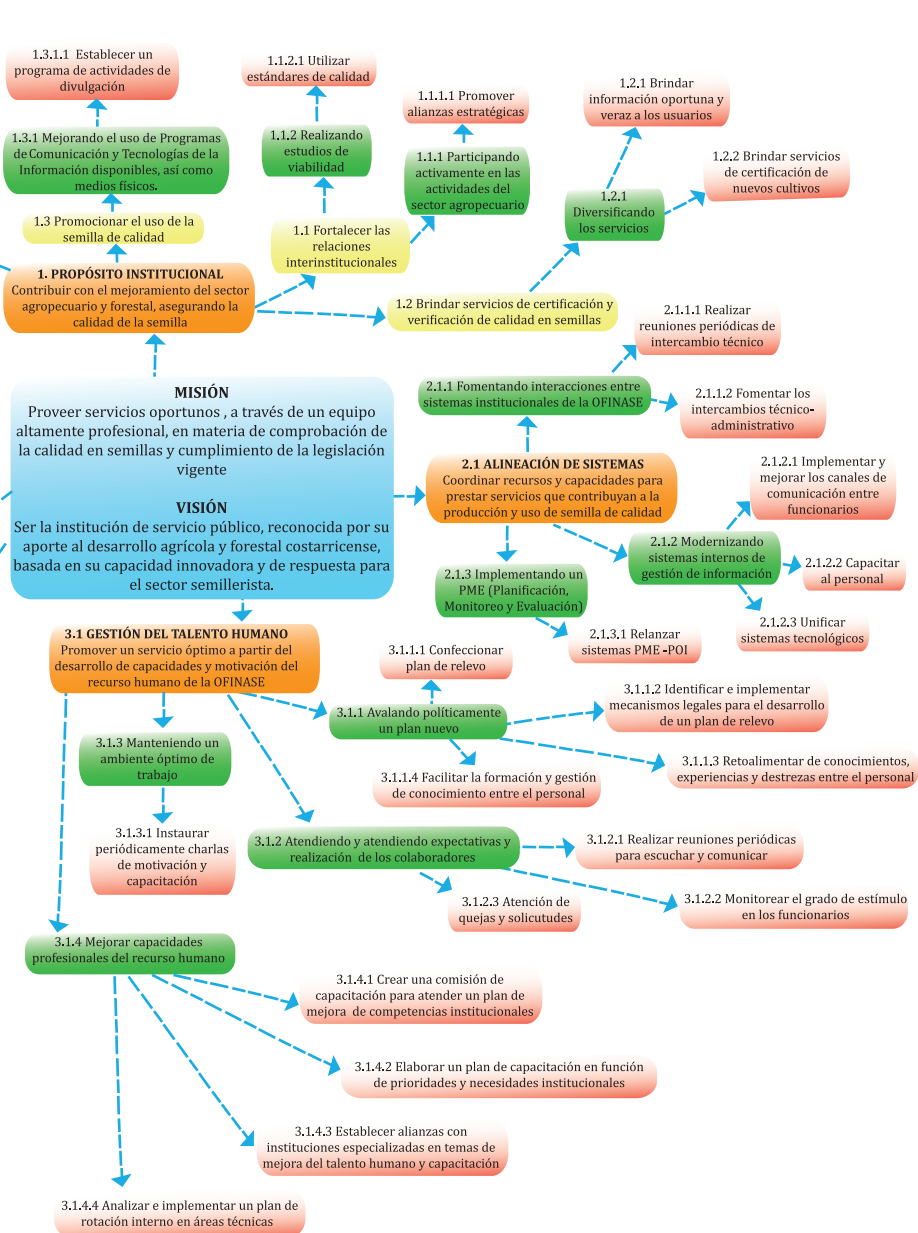 1.3.1.1 Establecer un
programa de actividades de
divulgación
1.1.2.1 Utilizar
estándares de calidad
1.1.1.1 Promover
alianzas estratégicas
1.2.1 Brindar
información oportuna y
veraz a los usuarios
1.3.1 Mejorando el uso de Programas
de Comunicación y Tecnologías de la
Información disponibles, así como
medios físicos.
1.1.2 Realizando
estudios de
viabilidad
1.1.1 Participando
activamente en las
actividades del
sector agropecuario
1.2.2 Brindar servicios
de certificación de
nuevos cultivos
1.2.1
Diversificando
los servicios
1.3 Promocionar el uso de la
semilla de calidad
1.1 Fortalecer las
relaciones
interinstitucionales
1. PROPÓSITO INSTITUCIONAL
Contribuir con el mejoramiento del sector
agropecuario y forestal, asegurando la
calidad de la semilla
1.2 Brindar servicios de certificación y
verificación de calidad en semillas
2.1.1.1 Realizar
reuniones periódicas de
intercambio técnico
MISIÓN
Proveer servicios oportunos , a través de un equipo
altamente profesional, en materia de comprobación de
la calidad en semillas y cumplimiento de la legislación
vigente
VISIÓN
Ser la institución de servicio público, reconocida por su
aporte al desarrollo agrícola y forestal costarricense,
basada en su capacidad innovadora y de respuesta para
el sector semillerista.
2.1.1 Fomentando interacciones entre
sistemas institucionales de la OFINASE
2.1.1.2 Fomentar los
intercambios técnico-
administrativo
2.1 ALINEACIÓN DE SISTEMAS
Coordinar recursos y capacidades para
prestar servicios que contribuyan a la
producción y uso de semilla de calidad
2.1.2.1 Implementar y
mejorar los canales de
comunicación entre
funcionarios
2.1.2 Modernizando
sistemas internos de
gestión de información
2.1.2.2 Capacitar
al personal
2.1.3 Implementando un
PME (Planificación,
Monitoreo y Evaluación)
2.1.2.3 Unificar
sistemas tecnológicos
2.1.3.1 Relanzar
sistemas PME -POI
3.1 GESTIÓN DEL TALENTO HUMANO
Promover un servicio óptimo a partir del
desarrollo de capacidades y motivación del
recurso humano de la OFINASE
3.1.1.1 Confeccionar
plan de relevo
3.1.1.2 Identificar e implementar
mecanismos legales para el desarrollo
de un plan de relevo
3.1.1 Avalando políticamente
un plan nuevo
3.1.3 Manteniendo un
ambiente óptimo de
trabajo
3.1.1.3 Retoalimentar de conocimientos,
experiencias y destrezas entre el personal
3.1.1.4 Facilitar la formación y gestión
de conocimiento entre el personal
3.1.3.1 Instaurar
periódicamente charlas
de motivación y
capacitación
3.1.2 Atendiendo y atendiendo expectativas y
realización de los colaboradores
3.1.2.1 Realizar reuniones periódicas
para escuchar y comunicar
3.1.2.3 Atención de
quejas y solicutudes
3.1.2.2 Monitorear el grado de estímulo
en los funcionarios
3.1.4 Mejorar capacidades
profesionales del recurso humano
3.1.4.1 Crear una comisión de
capacitación para atender un plan de
mejora de competencias institucionales
3.1.4.2 Elaborar un plan de capacitación en función
de prioridades y necesidades institucionales
3.1.4.3 Establecer alianzas con
instituciones especializadas en temas de
mejora del talento humano y capacitación
3.1.4.4 Analizar e implementar un plan de
rotación interno en áreas técnicas